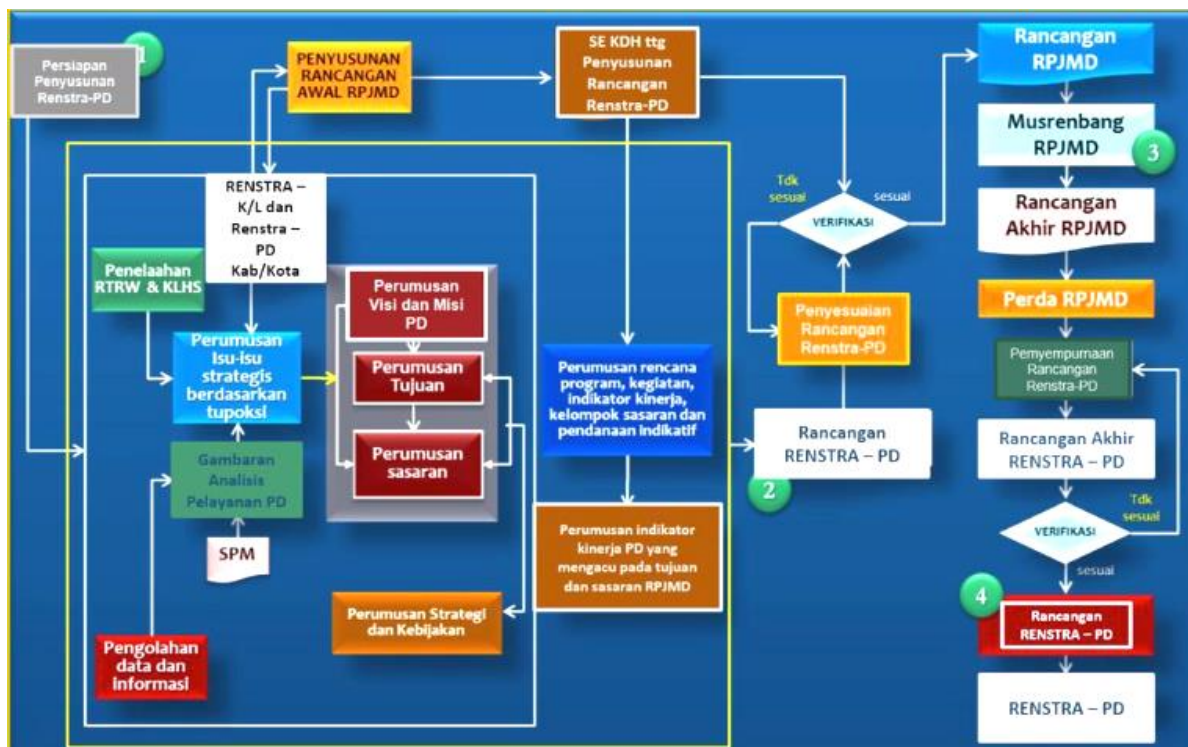 1
Persiapan
Penyusunan
Renstra-PD
PENYUSUNAN
RANCANGAN
AWAL RPJMD
SE KDH ttg
Penyusunan
Rancangan
Renstra-PD
Rancangan
RPJMD
Musrenbang
RPJMD
3
Rancangan
Akhir RPJMD
Perda RPJMD
Pemyempurnaan
Rancangan
Renstra-PD
Rancangan Akhir
RENSTRA – PD
Tdk
sesuai
VERIFIKASI
sesuai
4
Rancangan
RENSTRA – PD
RENSTRA – PD
Tdk
sesuai
sesuai
VERIFIKASI
Penyesuaian
Rancangan
Renstra-PD
Rancangan
RENSTRA – PD
2
RENSTRA –
K/L dan
Renstra –
PD
Kab/Kota
Penelaahan
RTRW & KLHS
Perumusan
Isu-isu
strategis
berdasarkan
tupoksi
Gambaran
Analisis
Pelayanan PD
SPM
Pengolahan
data dan
informasi
Perumusan
Visi dan Misi
PD
Perumusan
Tujuan
Perumusan
sasaran
Perumusan Strategi
dan Kebijakan
Perumusan rencana
program, kegiatan,
indikator kinerja,
kelompok sasaran dan
pendanaan indikatif
Perumusan indikator
kinerja PD yang
mengacu pada tujuan
dan sasaran RPJMD